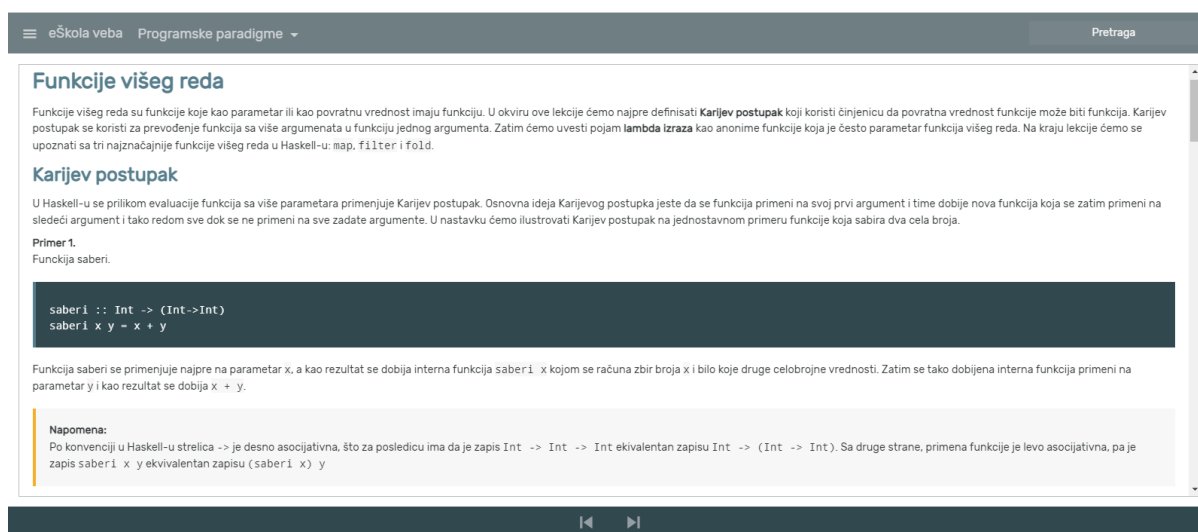 eŠkola veba Programske paradigme Pretraga
Funkcije višeg reda
Funkcije višeg reda su funkcije koje kao parametar ili kao povratnu vrednost imaju funkciju. U okviru ove lekcije ćemo najpre definisati Karijev postupak koji koristi činjenicu da povratna vrednost funkcije može biti funkcija. Karijev
postupak se koristi za prevođenje funkcija sa više argumenata u funkciju jednog argumenta. Zatim ćemo uvesti pojam lambda izraza kao anonime funkcije koja je često parametar funkcija višeg reda. Na kraju lekcije ćemo se
upoznati sa tri najznačajnije funkcije višeg reda u Haskell-u: map, filter i fold.
Karijev postupak
U Haskell-u se prilikom evaluacije funkcija sa više parametara primenjuje Karijev postupak. Osnovna ideja Karijevog postupka jeste da se funkcija primeni na svoj prvi argument i time dobije nova funkcija koja se zatim primeni na
sledeći argument i tako redom sve dok se ne primeni na sve zadate argumente. U nastavku ćemo ilustrovati Karijev postupak na jednostavnom primeru funkcije koja sabira dva cela broja.
Primer 1.
Funckija saberi.
saberi :: Int -> (Int->Int)
saberi x y = x + y
Funkcija saberi se primenjuje najpre na parametar x, a kao rezultat se dobija interna funkcija saberi x kojom se računa zbir broja x i bilo koje druge celobrojne vrednosti. Zatim se tako dobijena interna funkcija primeni na
parametar y i kao rezultat se dobija x + y.
Napomena:
Po konvenciji u Haskell-u strelica -> je desno asocijativna, što za posledicu ima da je zapis Int -> Int -> Int ekivalentan zapisu Int -> (Int -> Int). Sa druge strane, primena funkcije je levo asocijativna, pa je
zapis saberi x y ekvivalentan zapisu (saberi x) y